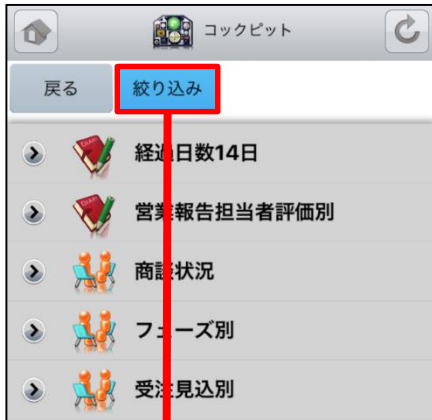 コックピット
戻る 絞り込み
経過日数14日
営業報告担当者評価別
商談状況
フェーズ別
受注見込別